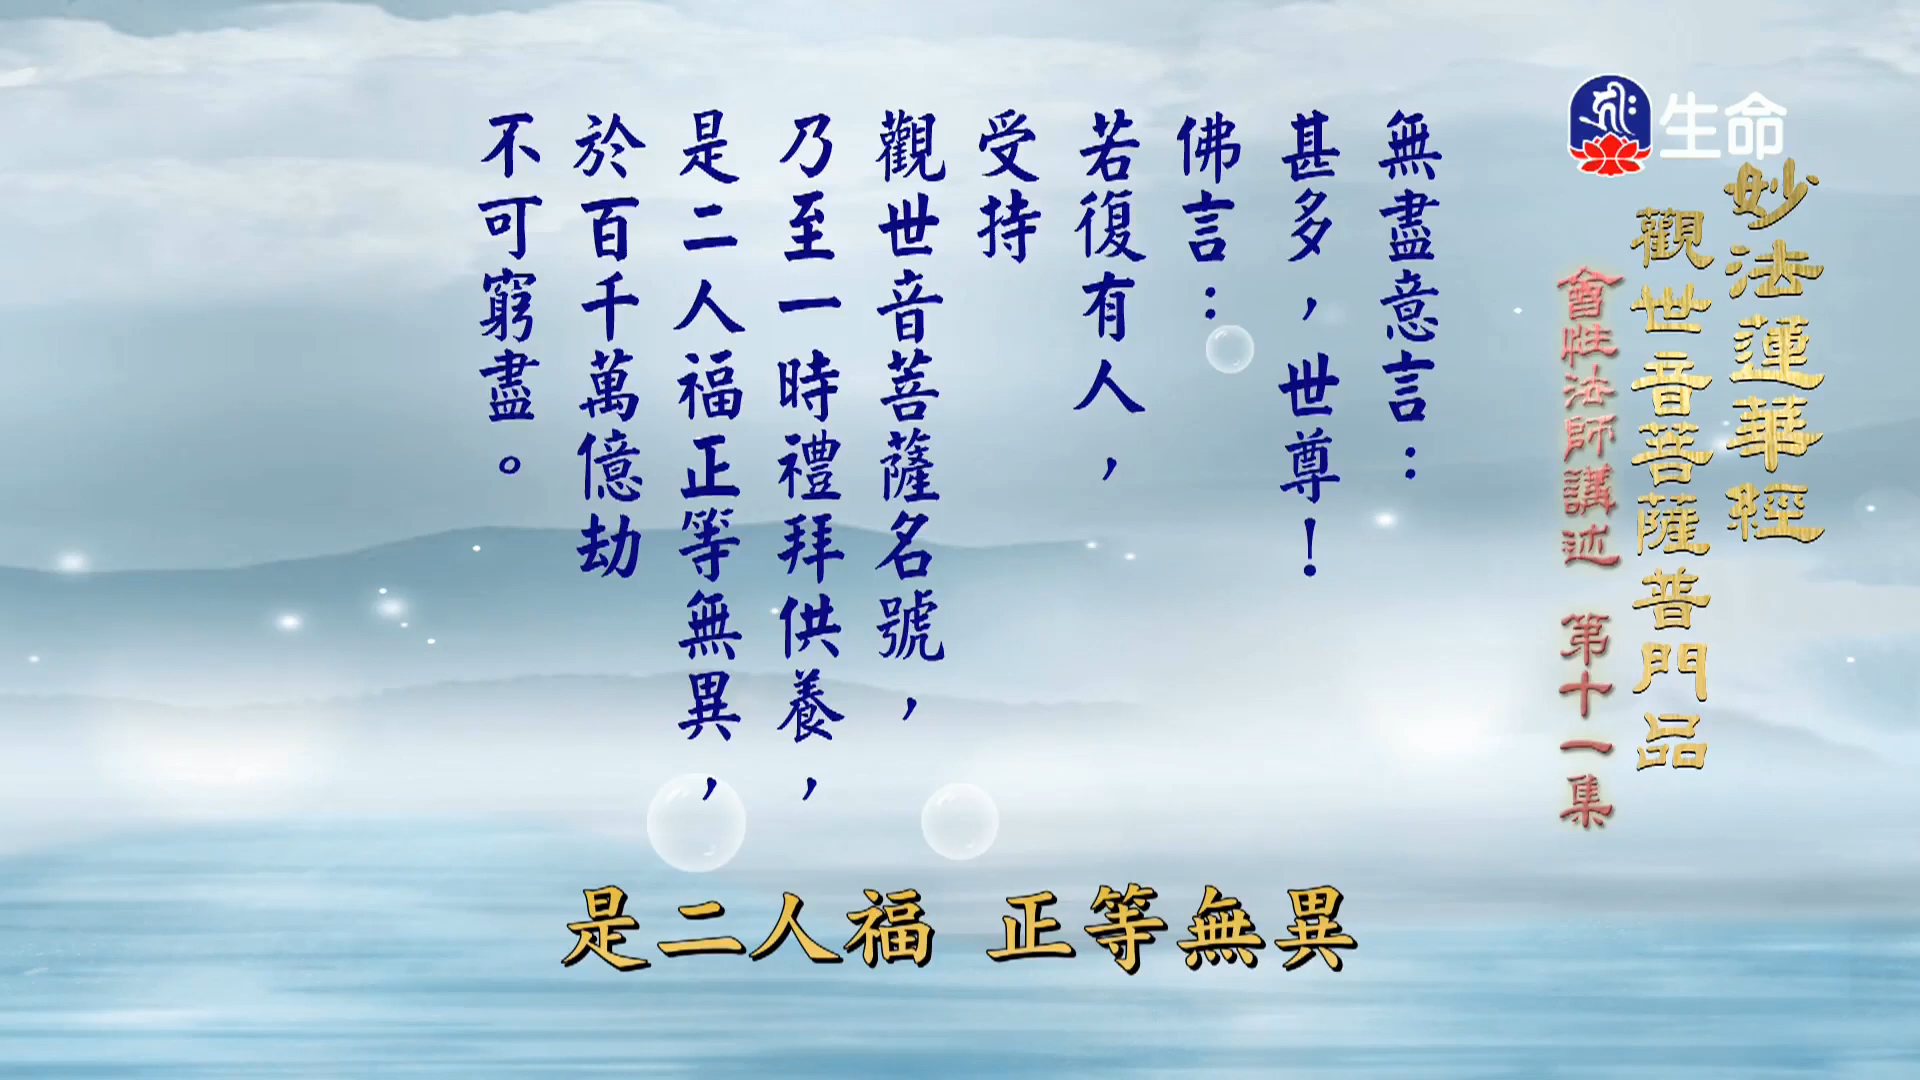 生命
妙法蓮華經
觀世音菩薩普門品
會性法師講述 第十一集
無盡意言：
甚多，世尊！
佛言：
若復有人，
受持
觀世音菩薩名號，
乃至一時禮拜供養，
是二人福正等無異，
於百千萬億劫
不可窮盡。
是二人福 正等無異